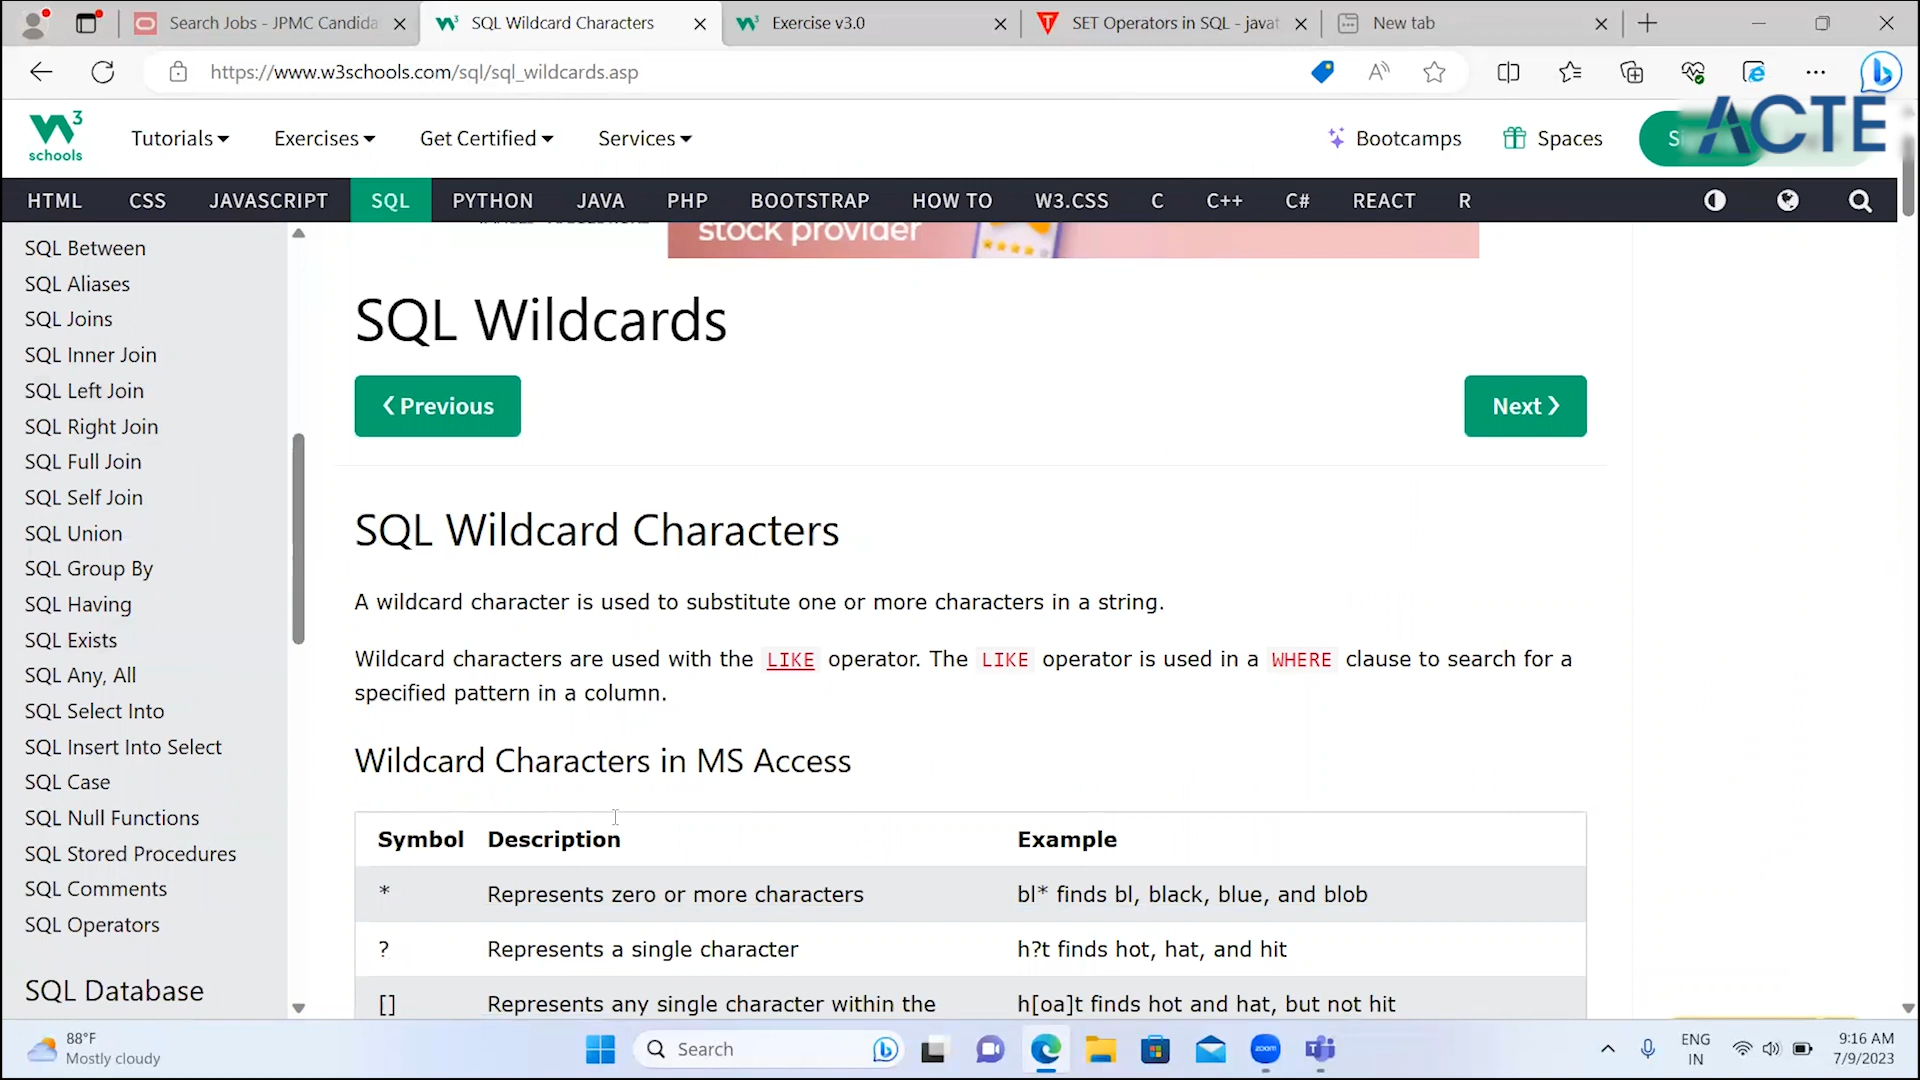 Search Jobs - JPMC Candida
SQL Wildcard Characters
Exercise v3.0
SET Operators in SQL - javat
New tab
https://www.w3schools.com/sql/sql_wildcards.asp
ACTE
W3
schools
Tutorials
Exercises
Get Certified
Services
Bootcamps
Spaces
HTML
CSS
JAVASCRIPT
SQL
PYTHON
JAVA
PHP
BOOTSTRAP
HOW TO
W3.CSS
C
C++
C#
REACT
R
stock provider
SQL Between
SQL Aliases
SQL Joins
SQL Inner Join
SQL Left Join
SQL Right Join
SQL Full Join
SQL Self Join
SQL Union
SQL Group By
SQL Having
SQL Exists
SQL Any, All
SQL Select Into
SQL Insert Into Select
SQL Case
SQL Null Functions
SQL Stored Procedures
SQL Comments
SQL Operators
SQL Database
SQL Wildcards
❮ Previous
Next ❯
SQL Wildcard Characters
A wildcard character is used to substitute one or more characters in a string.
Wildcard characters are used with the LIKE operator. The LIKE operator is used in a WHERE clause to search for a
specified pattern in a column.
Wildcard Characters in MS Access
Symbol Description Example
* Represents zero or more characters bl* finds bl, black, blue, and blob
? Represents a single character h?t finds hot, hat, and hit
[] Represents any single character within the h[oa]t finds hot and hat, but not hit
88°F
Mostly cloudy
Search
zoom
ENG
IN
9:16 AM
7/9/2023